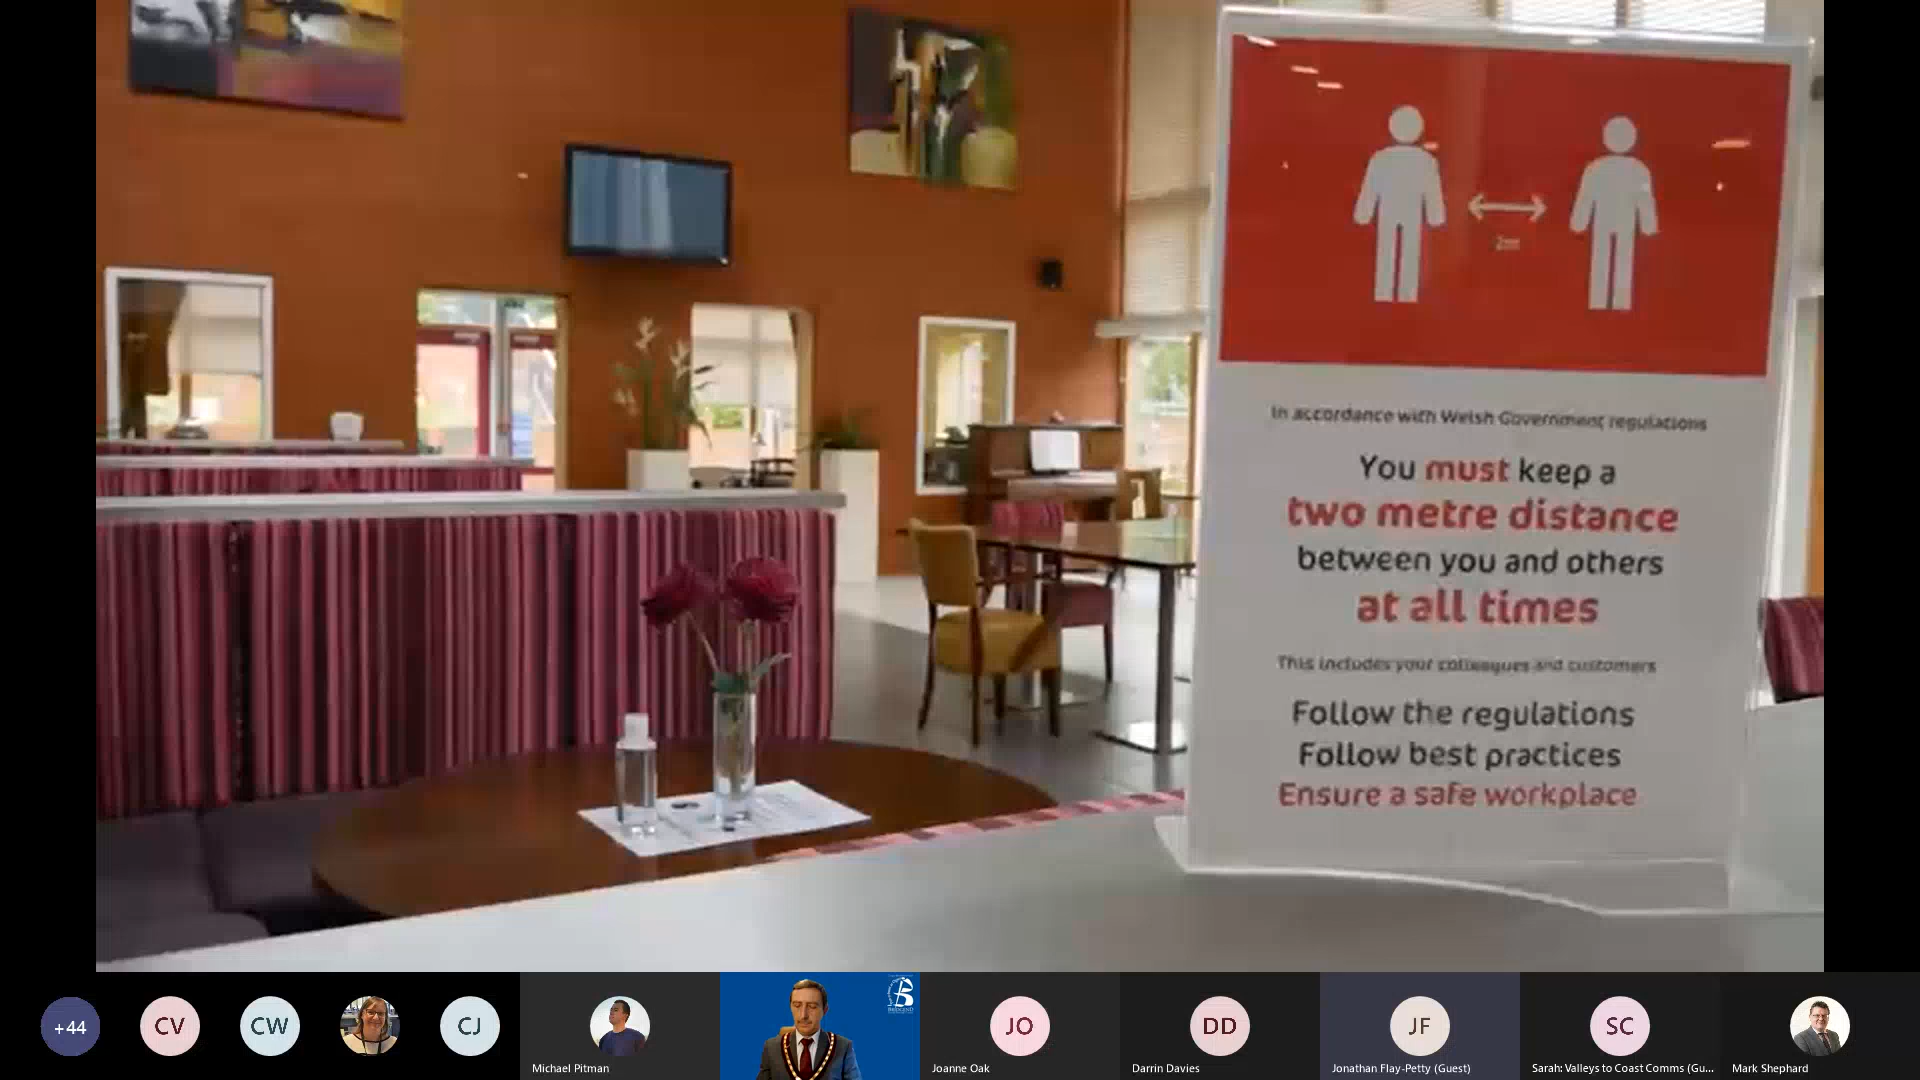 2m
In accordance with Welsh Government regulations
You must keep a
two metre distance
between you and others
at all times
This includes your colleagues and customers
Follow the regulations
Follow best practices
Ensure a safe workplace
+44
CV
CW
CJ
Michael Pitman
BRIDGEND
JO
Joanne Oak
DD
Darrin Davies
JF
Jonathan Flay-Petty (Guest)
SC
Sarah: Valleys to Coast Comms (Gu...
Mark Shephard